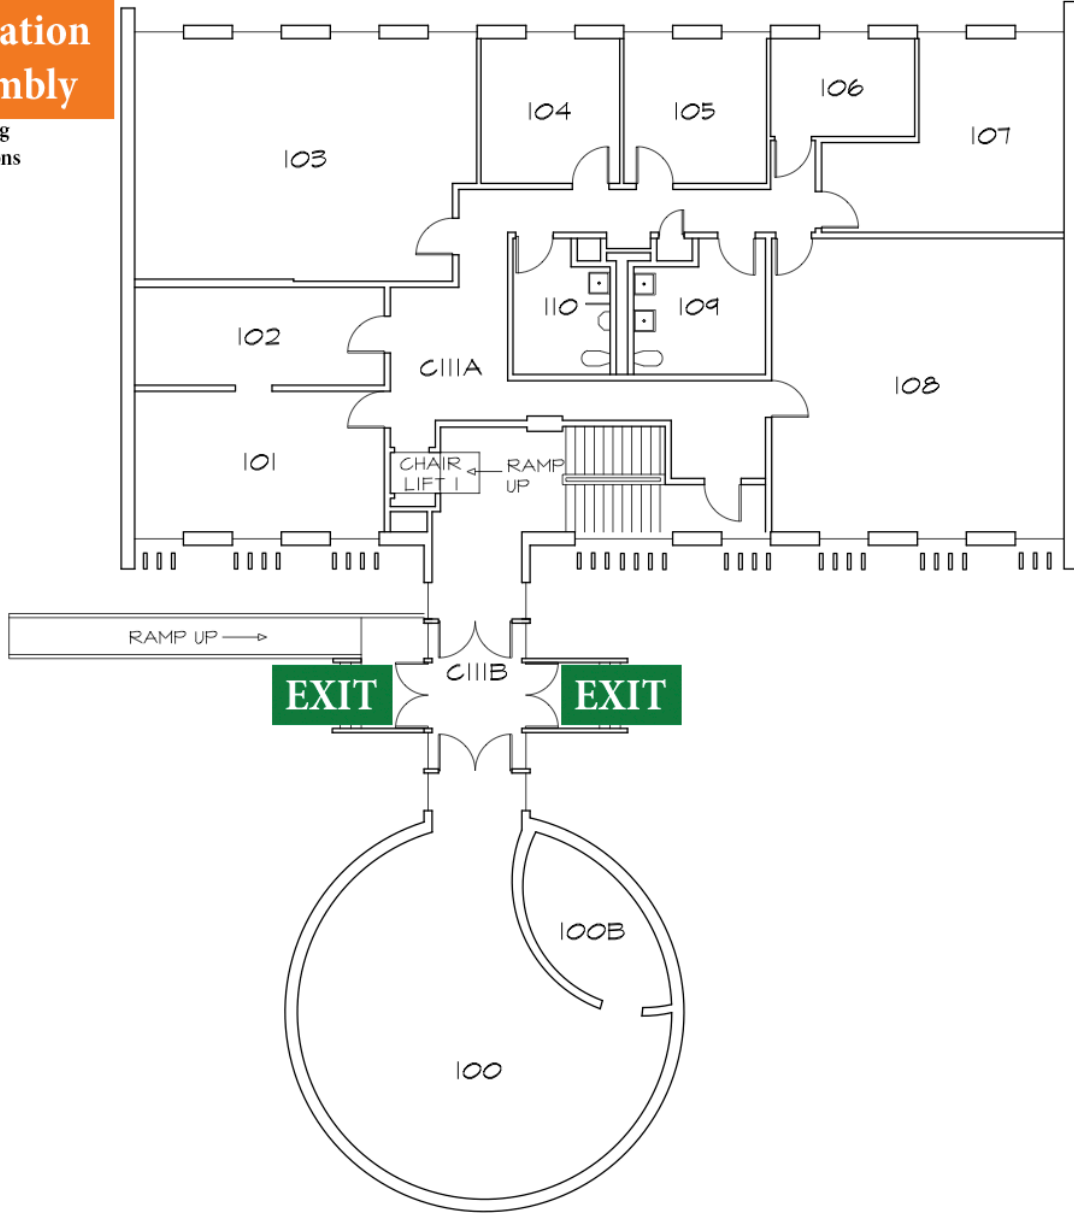 ation
mbly
g
ns
106
104
105
107
103
110
109
102
C111A
108
101
CHAIR
LIFT 1
RAMP
UP
RAMP UP
C111B
EXIT
EXIT
100B
100